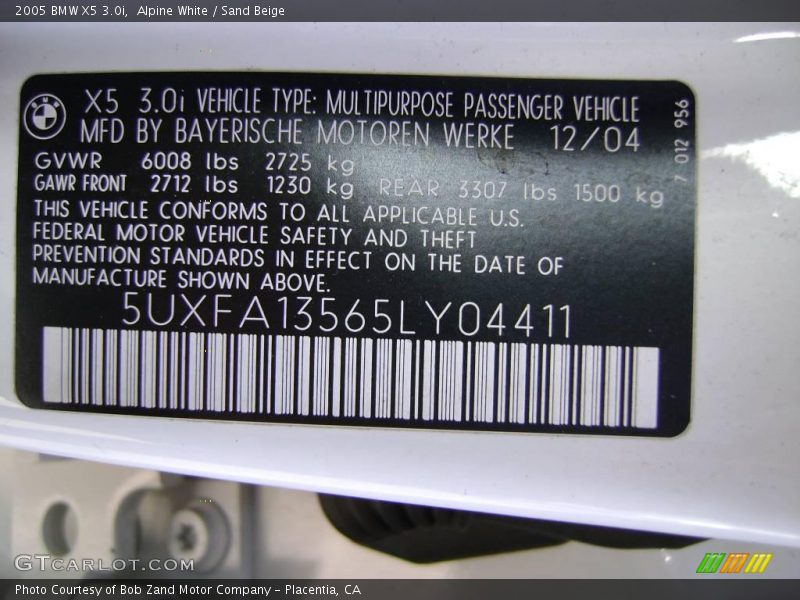 2005 BMW X5 3.0i,  Alpine White / Sand Beige
BMW
X5 3.0i VEHICLE TYPE: MULTIPURPOSE PASSENGER VEHICLE
MFD BY BAYERISCHE MOTOREN WERKE 12/04
GVWR 6008 lbs 2725 kg
GAWR FRONT 2712 lbs 1230 kg REAR 3307 lbs 1500 kg
THIS VEHICLE CONFORMS TO ALL APPLICABLE U.S.
FEDERAL MOTOR VEHICLE SAFETY AND THEFT
PREVENTION STANDARDS IN EFFECT ON THE DATE OF
MANUFACTURE SHOWN ABOVE.
5UXFA13565LY04411
7 012 956
GTCARLOT.COM
Photo Courtesy of Bob Zand Motor Company – Placentia, CA